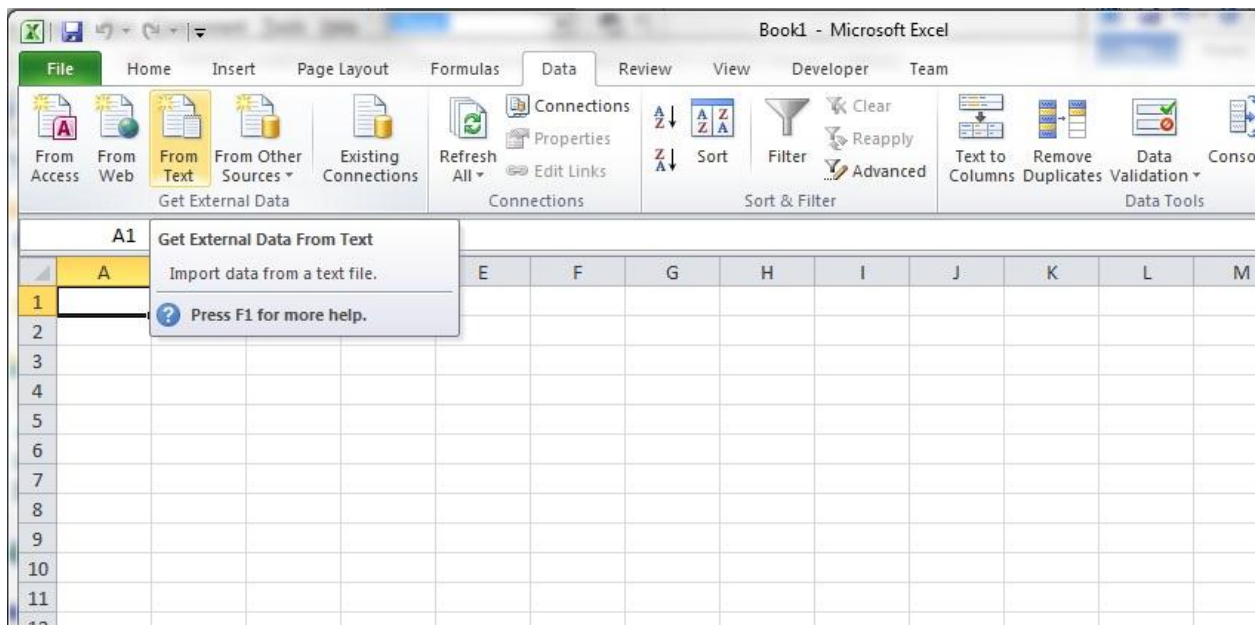 Book1 - Microsoft Excel
File Home Insert Page Layout Formulas Data Review View Developer Team
From Access
From Web
From Text
From Other Sources
Existing Connections
Get External Data
Refresh All
Connections
Properties
Edit Links
Connections
Sort
Filter
Clear
Reapply
Advanced
Sort & Filter
Text to Columns
Remove Duplicates
Data Validation
Data Tools
A1
Get External Data From Text
Import data from a text file.
Press F1 for more help.
A E F G H I J K L M
1
2
3
4
5
6
7
8
9
10
11